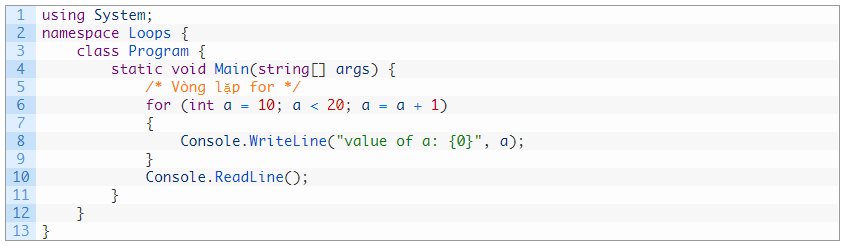 1 using System;
2 namespace Loops {
3     class Program {
4         static void Main(string[] args) {
5             /* Vòng lặp for */
6             for (int a = 10; a < 20; a = a + 1)
7             {
8                 Console.WriteLine("value of a: {0}", a);
9             }
10             Console.ReadLine();
11         }
12     }
13 }